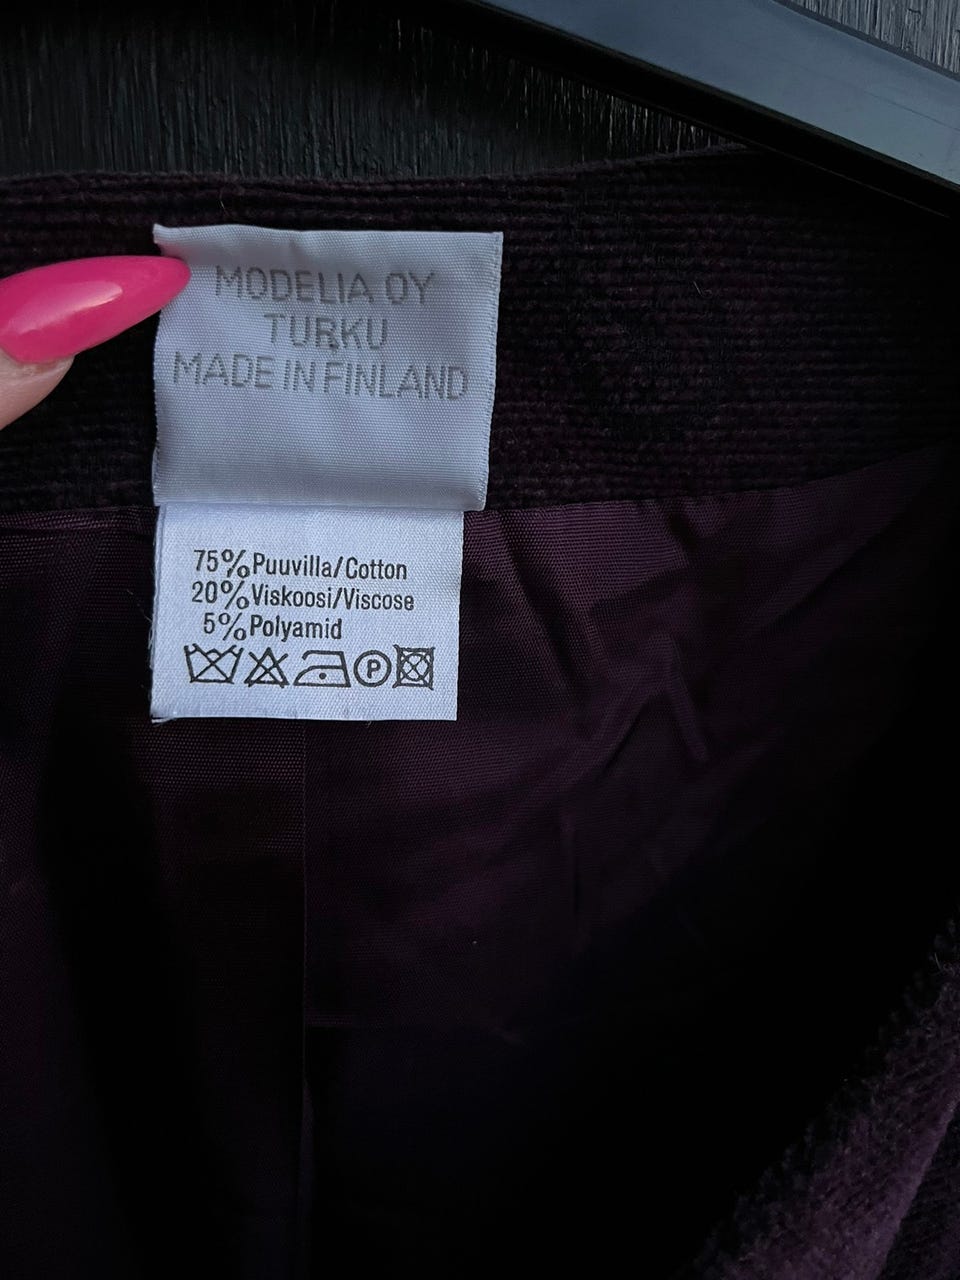 MODELIA OY
TURKU
MADE IN FINLAND
75% Puuvilla/Cotton
20% Viskoosi/Viscose
5% Polyamid
P